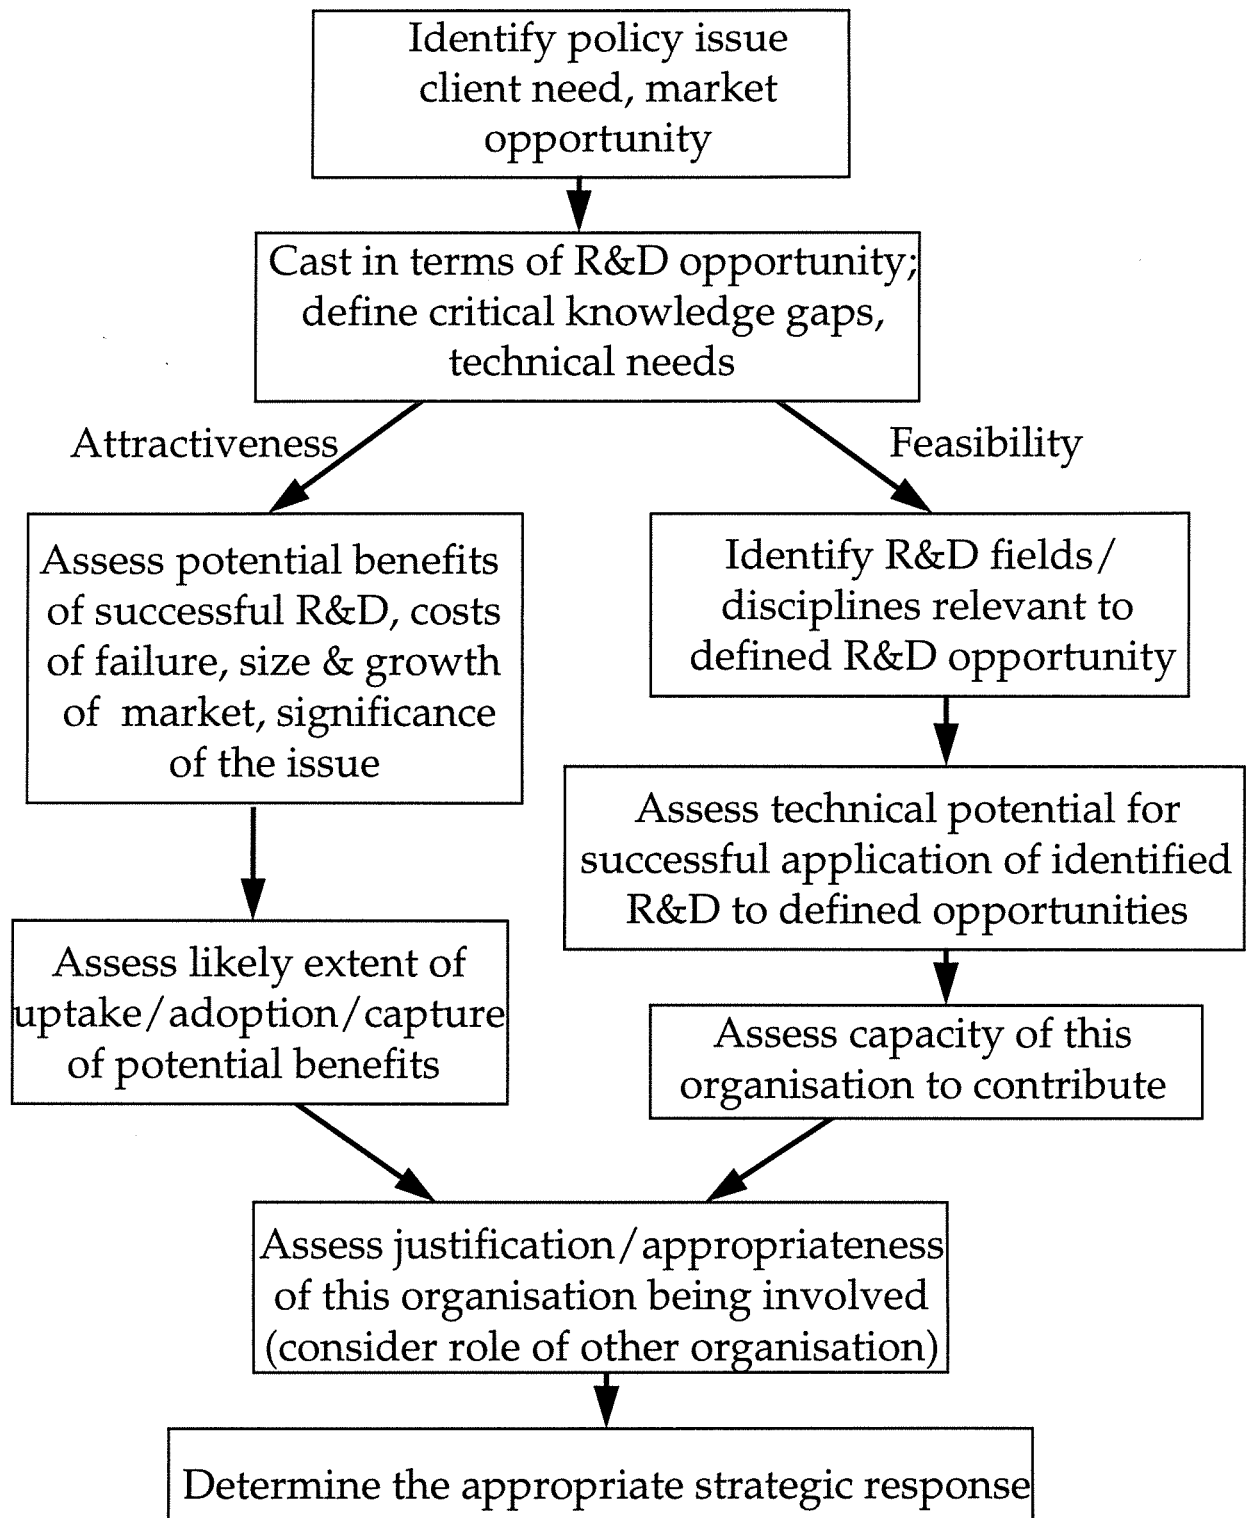 Identify policy issue
client need, market
opportunity
Cast in terms of R&D opportunity;
define critical knowledge gaps,
technical needs
Attractiveness
Feasibility
Assess potential benefits
of successful R&D, costs
of failure, size & growth
of market, significance
of the issue
Identify R&D fields/
disciplines relevant to
defined R&D opportunity
Assess technical potential for
successful application of identified
R&D to defined opportunities
Assess likely extent of
uptake/adoption/capture
of potential benefits
Assess capacity of this
organisation to contribute
Assess justification/appropriateness
of this organisation being involved
(consider role of other organisation)
Determine the appropriate strategic response